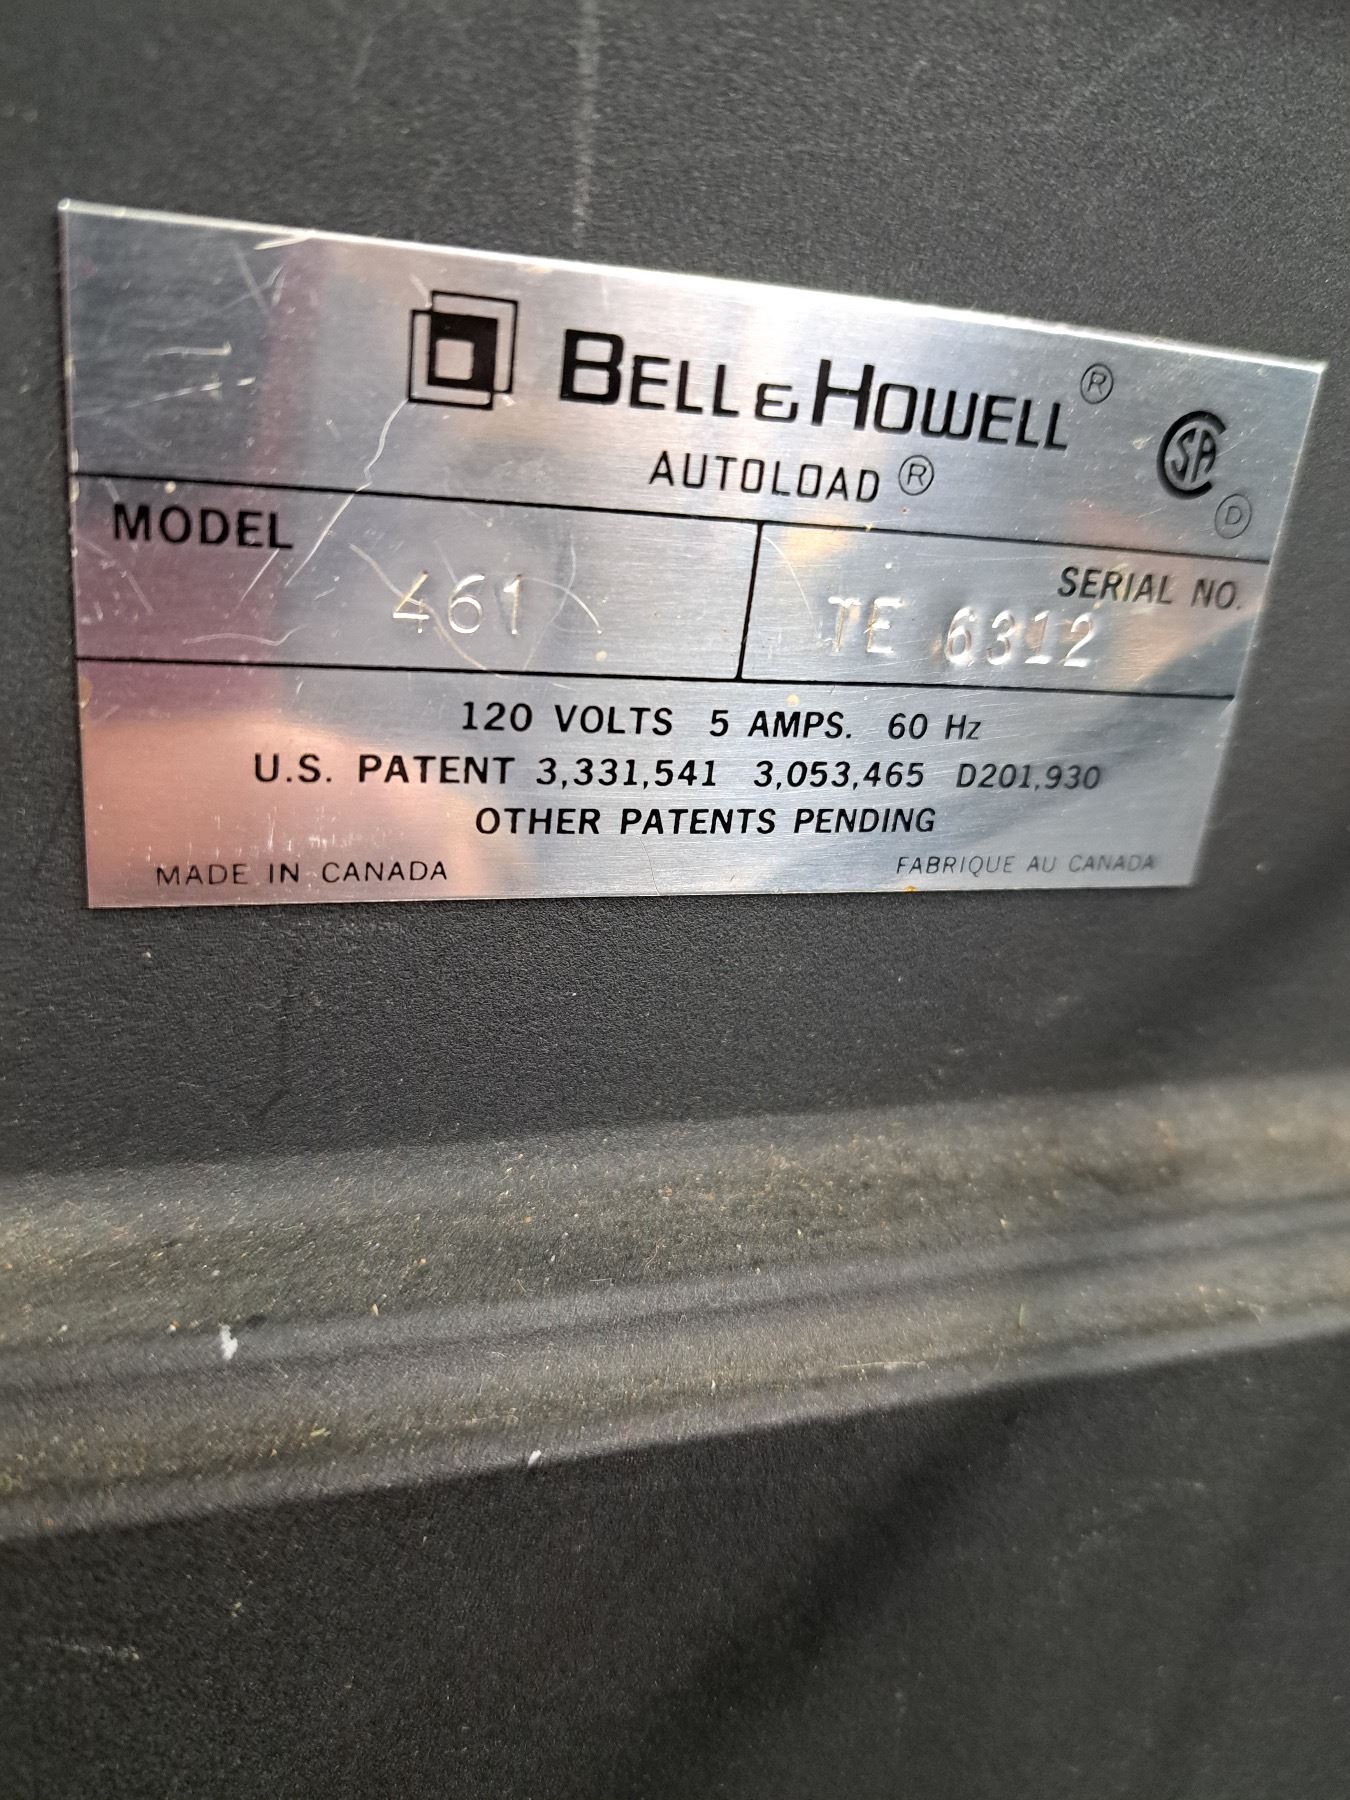 BELL & HOWELL ®
AUTOLOAD ®
SA
D
MODEL
461
SERIAL NO.
TE 6312
120 VOLTS 5 AMPS. 60 Hz
U.S. PATENT 3,331,541 3,053,465 D201,930
OTHER PATENTS PENDING
MADE IN CANADA
FABRIQUE AU CANADA